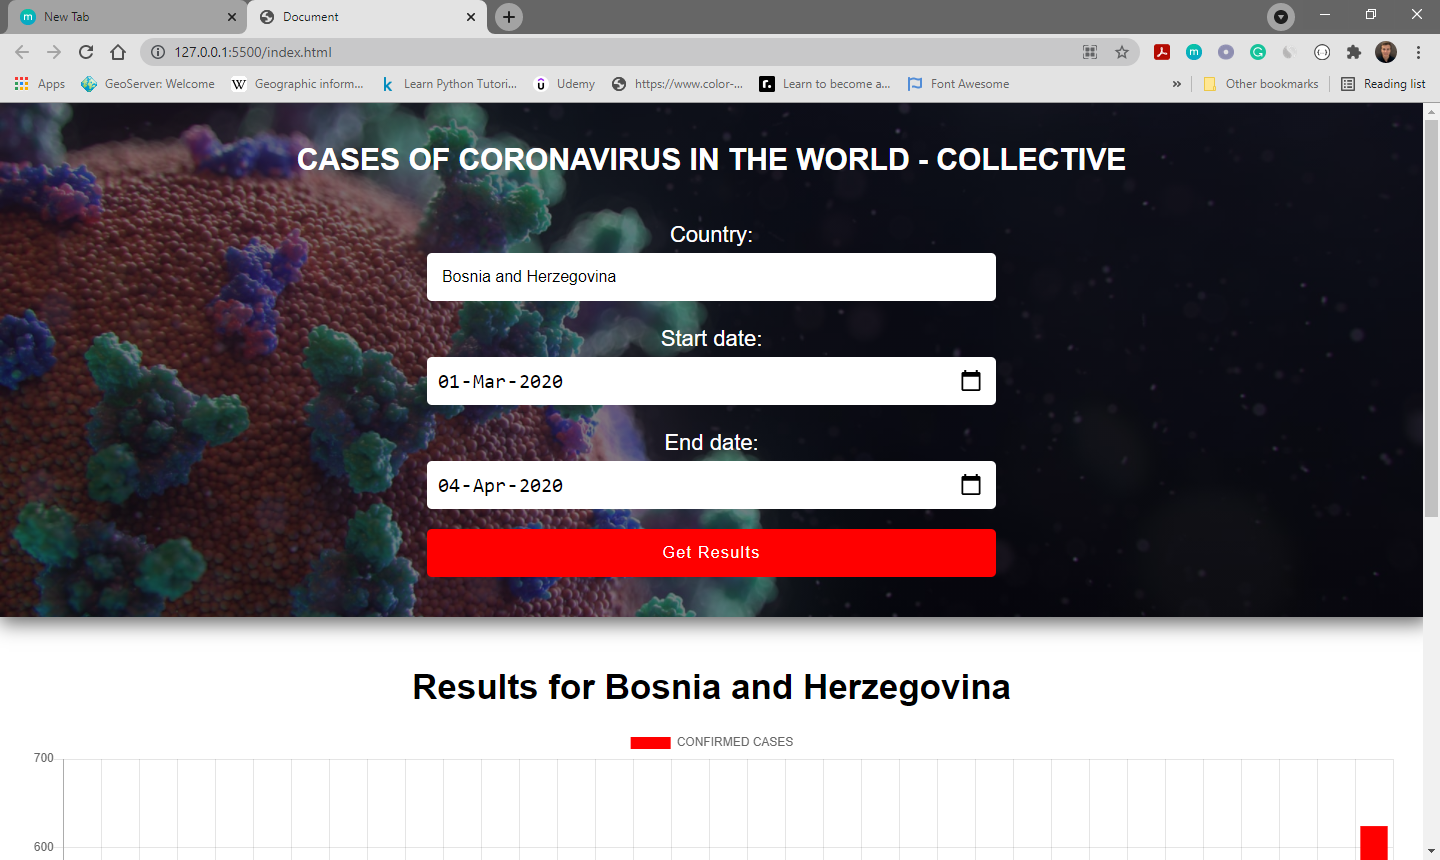 New Tab
Document
127.0.0.1:5500/index.html
Apps
GeoServer: Welcome
Geographic inform...
Learn Python Tutori...
Udemy
https://www.color-...
Learn to become a...
Font Awesome
»
Other bookmarks
Reading list
CASES OF CORONAVIRUS IN THE WORLD - COLLECTIVE
Country:
Bosnia and Herzegovina
Start date:
01-Mar-2020
End date:
04-Apr-2020
Get Results
Results for Bosnia and Herzegovina
CONFIRMED CASES
700
600